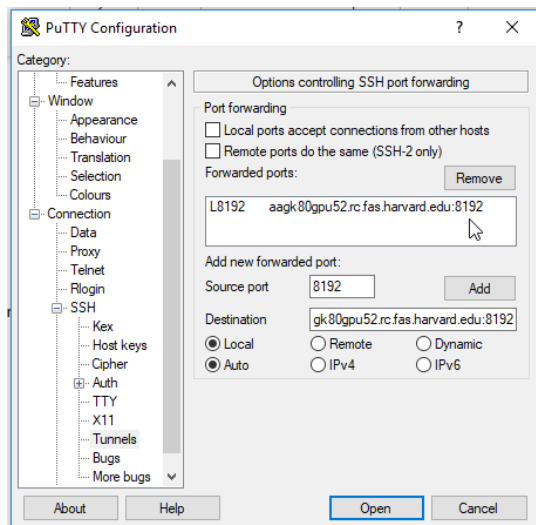 PuTTY Configuration ? ×
Category:
Features
Window
Appearance
Behaviour
Translation
Selection
Colours
Connection
Data
Proxy
Telnet
Rlogin
SSH
Kex
Host keys
Cipher
Auth
TTY
X11
Tunnels
Bugs
More bugs
Options controlling SSH port forwarding
Port forwarding
Local ports accept connections from other hosts
Remote ports do the same (SSH-2 only)
Forwarded ports: Remove
L8192 aagk80gpu52.rc.fas.harvard.edu:8192
Add new forwarded port:
Source port 8192 Add
Destination gk80gpu52.rc.fas.harvard.edu:8192
Local Remote Dynamic
Auto IPv4 IPv6
About Help Open Cancel